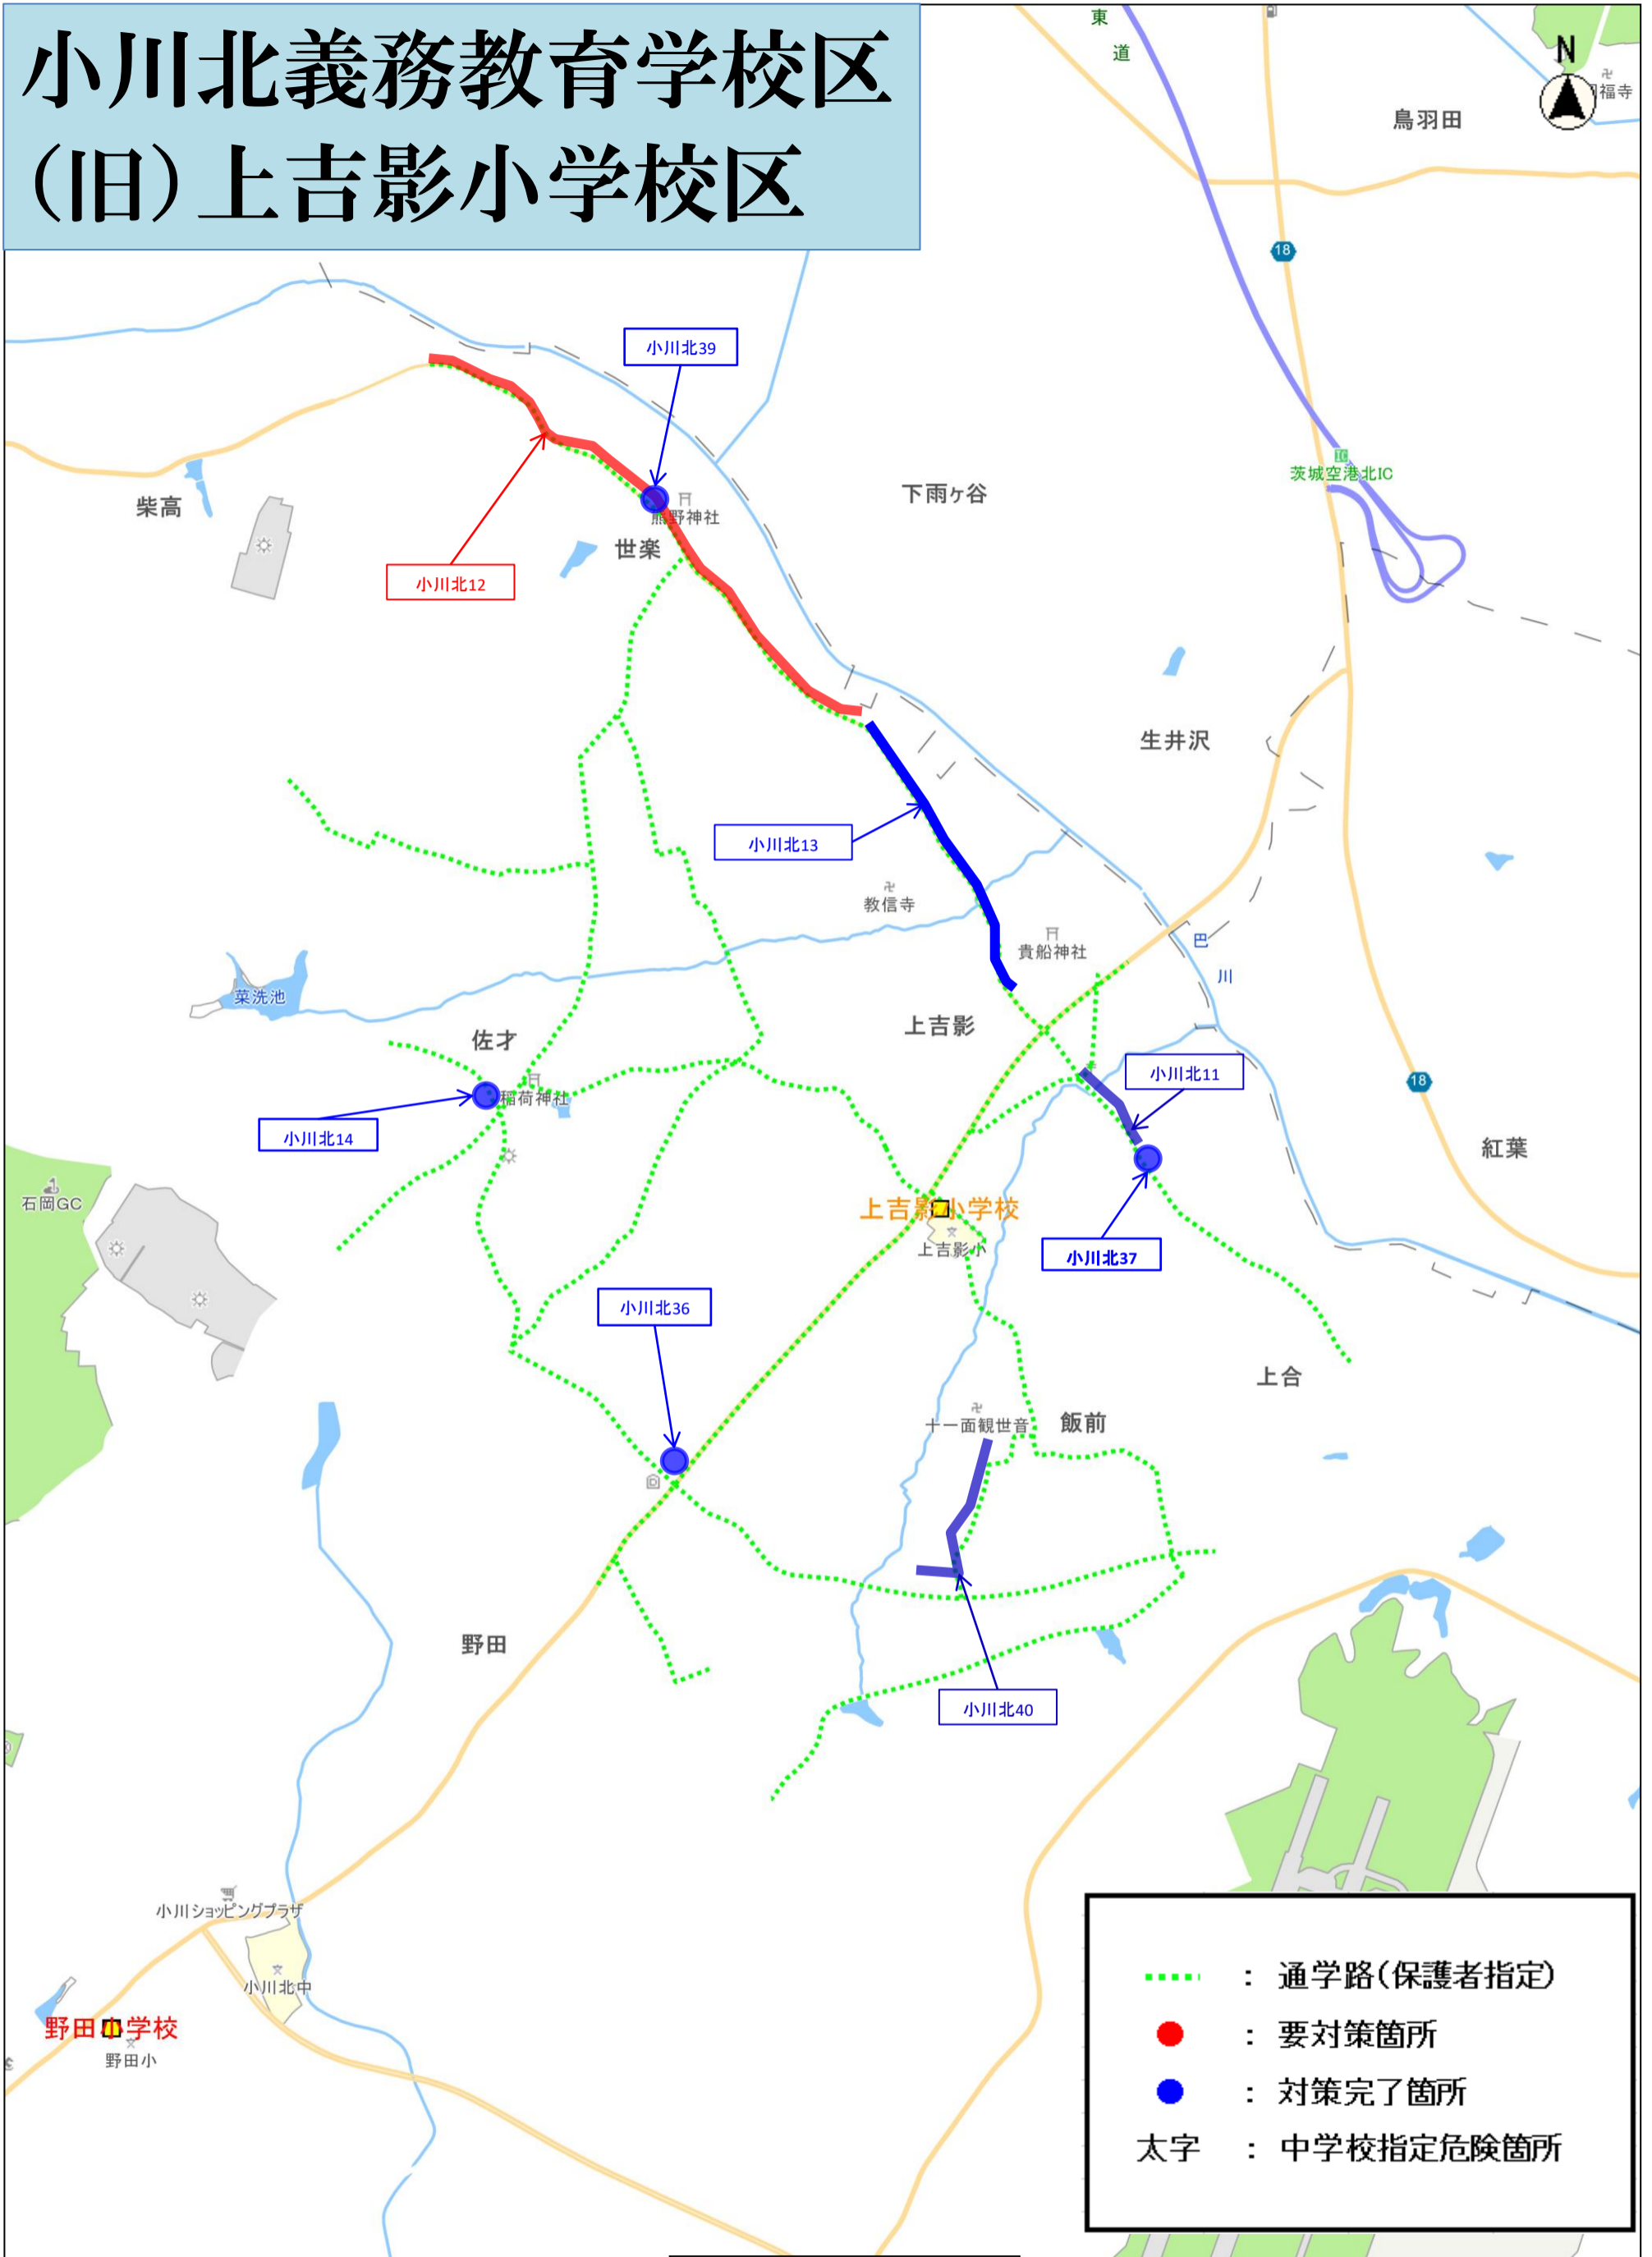 小川北義務教育学校区
（旧）上吉影小学校区
東
道
N
福寺
鳥羽田
18
小川北39
茨城空港北IC
柴高
下雨ヶ谷
熊野神社
世楽
小川北12
生井沢
小川北13
教信寺
貴船神社
巴
川
菜洗池
上吉影
佐才
小川北11
18
稲荷神社
小川北14
紅葉
石岡GC
上吉影小学校
上吉影小
小川北37
小川北36
上合
十一面観世音
飯前
野田
小川北40
小川ショッピングプラザ
小川北中
野田小学校
野田小
： 通学路（保護者指定）
： 要対策箇所
： 対策完了箇所
太字 ： 中学校指定危険箇所